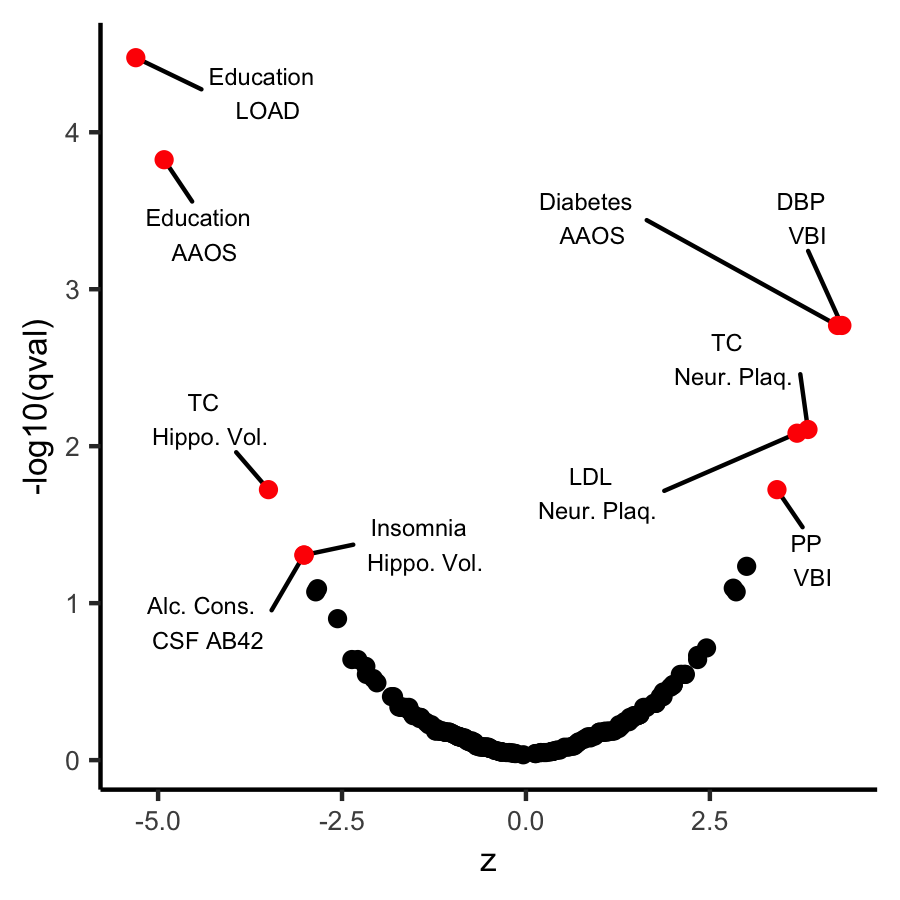 Education
LOAD
Education
AAOS
Diabetes
AAOS
DBP
VBI
TC
Neur. Plaq.
TC
Hippo. Vol.
LDL
Neur. Plaq.
Insomnia
Hippo. Vol.
PP
VBI
Alc. Cons.
CSF AB42
4
3
2
1
0
-log10(qval)
-5.0
-2.5
0.0
2.5
z